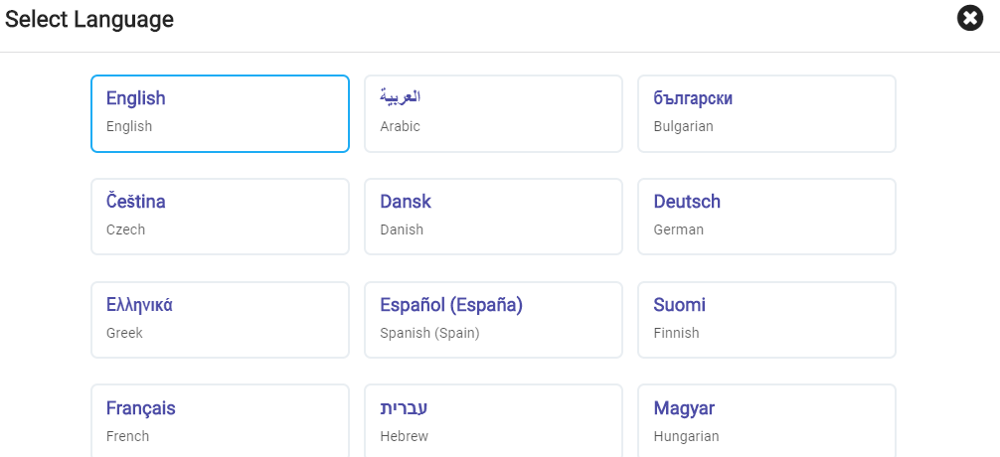 Select Language
English
English
العربية
Arabic
български
Bulgarian
Čeština
Czech
Dansk
Danish
Deutsch
German
Ελληνικά
Greek
Español (España)
Spanish (Spain)
Suomi
Finnish
Français
French
עברית
Hebrew
Magyar
Hungarian